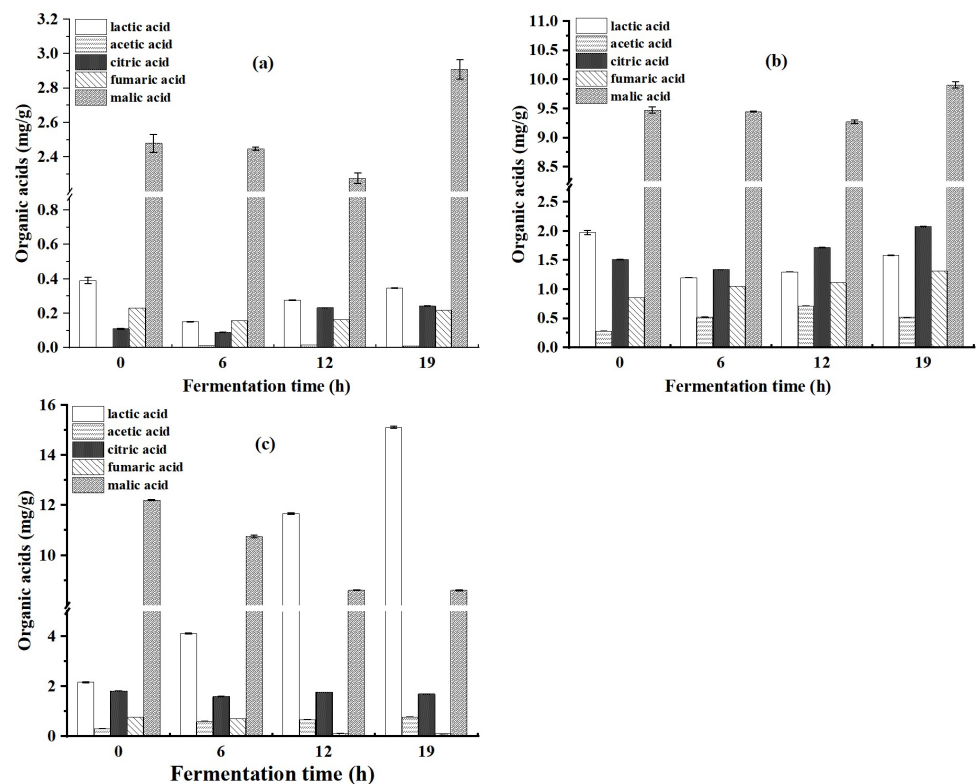 (a)
lactic acid
acetic acid
citric acid
fumaric acid
malic acid
Organic acids (mg/g)
3.2
3.0
2.8
2.6
2.4
0.8
0.6
0.4
0.2
0.0
0 6 12 19
Fermentation time (h)
(b)
lactic acid
acetic acid
citric acid
fumaric acid
malic acid
Organic acids (mg/g)
11.0
10.5
10.0
9.5
9.0
8.5
2.5
2.0
1.5
1.0
0.5
0.0
0 6 12 19
Fermentation time (h)
(c)
lactic acid
acetic acid
citric acid
fumaric acid
malic acid
Organic acids (mg/g)
16
14
12
10
4
2
0
0 6 12 19
Fermentation time (h)